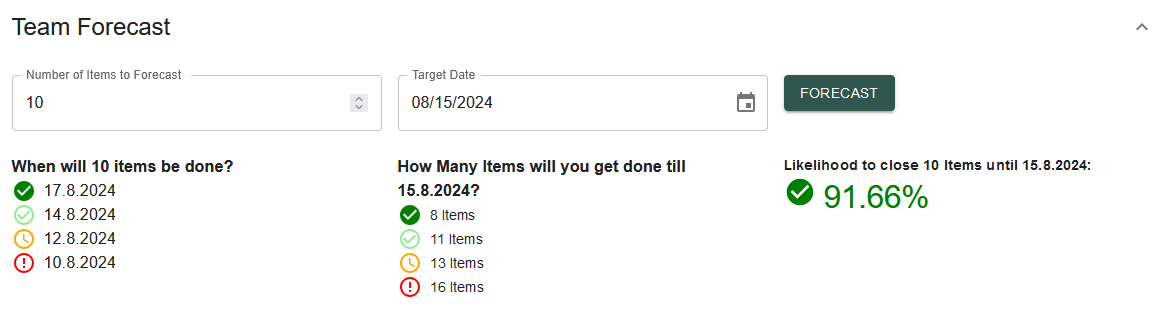 Team Forecast
Number of Items to Forecast
10
Target Date
08/15/2024
FORECAST
When will 10 items be done?
17.8.2024
14.8.2024
12.8.2024
10.8.2024
How Many Items will you get done till
15.8.2024?
8 Items
11 Items
13 Items
16 Items
Likelihood to close 10 Items until 15.8.2024:
91.66%